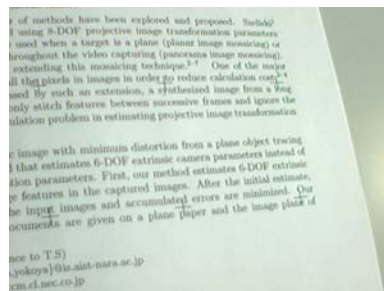 of methods have been explored and proposed.
using 8-DOF projective image transformation parameters
used when a target is a plane (planar image mosaicing) or
throughout the video capturing (panorama image mosaicing).
extending this mosaicing technique.2-7 One of the major
all the pixels in images in order to reduce calculation cost2-4
used By such an extension, a synthesized image from a long
only stitch features between successive frames and ignore the
ulation problem in estimating projective image transformation
c image with minimum distortion from a plane object tracing
d that estimates 6-DOF extrinsic camera parameters instead of
tion parameters. First, our method estimates 6-DOF extrinsic
e features in the captured images. After the initial estimate,
he input images and accumulated errors are minimized. Our
ocuments are given on a plane paper and the image plane of
nce to T.S)
,yokoya}@is.aist-nara.ac.jp
cm.cl.nec.co.jp